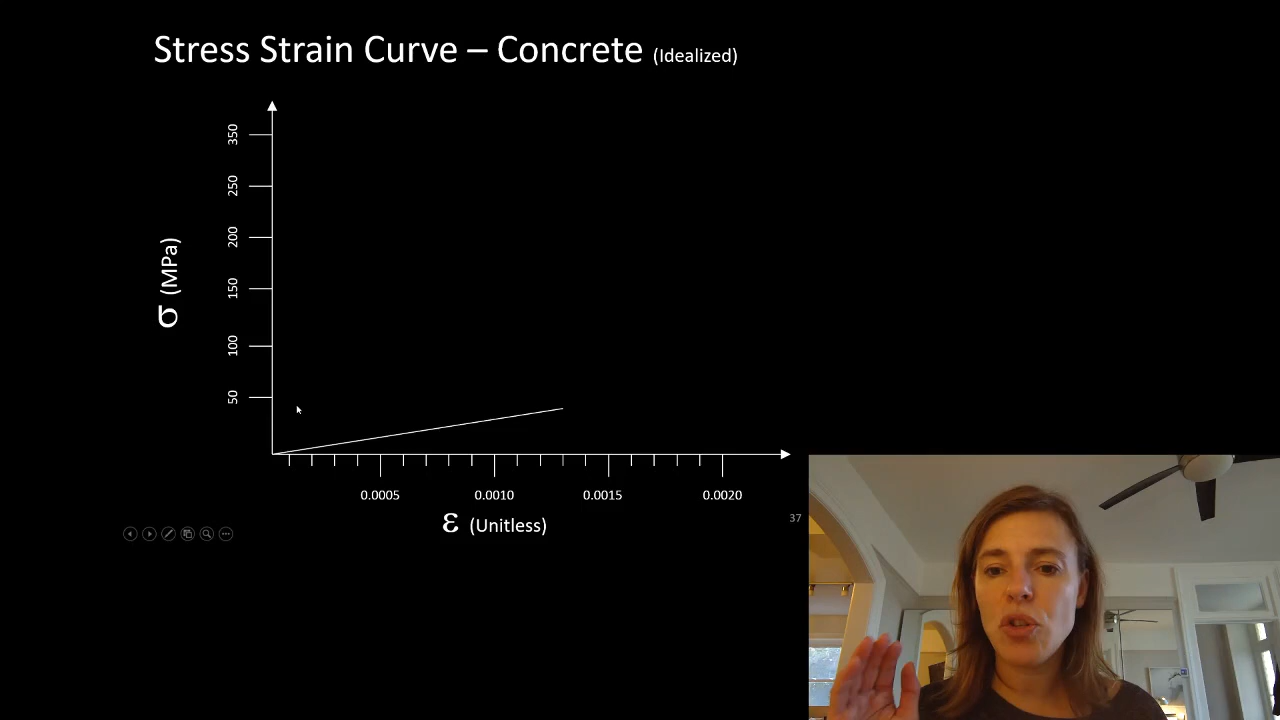 Stress Strain Curve – Concrete (Idealized)
350
250
200
150
100
50
σ (MPa)
0.0005 0.0010 0.0015 0.0020
ε (Unitless)
37